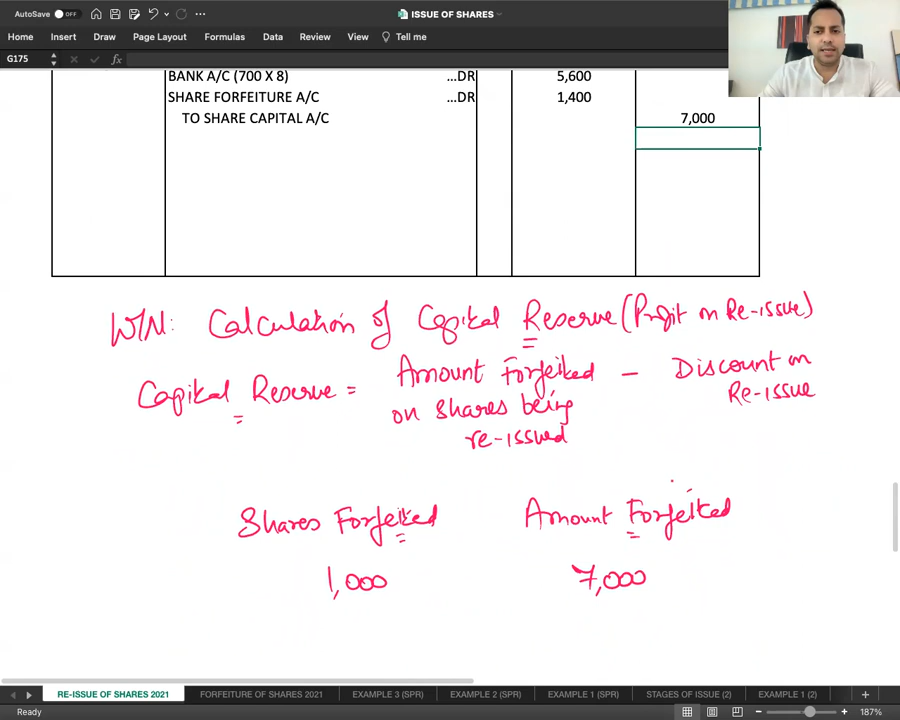 AutoSave OFF ISSUE OF SHARES
Home Insert Draw Page Layout Formulas Data Review View Tell me
G175 fx
BANK A/C (700 X 8) ...DR 5,600
SHARE FORFEITURE A/C ...DR 1,400
TO SHARE CAPITAL A/C 7,000
W/N: Calculation of Capital Reserve (Profit on Re-issue)
Capital Reserve = Amount Forfeited - Discount on
on shares being Re-issue
re-issued
Shares Forfeited Amount Forfeited
1,000 7,000
RE-ISSUE OF SHARES 2021 FORFEITURE OF SHARES 2021 EXAMPLE 3 (SPR) EXAMPLE 2 (SPR) EXAMPLE 1 (SPR) STAGES OF ISSUE (2) EXAMPLE 1 (2) +
Ready - + 187%